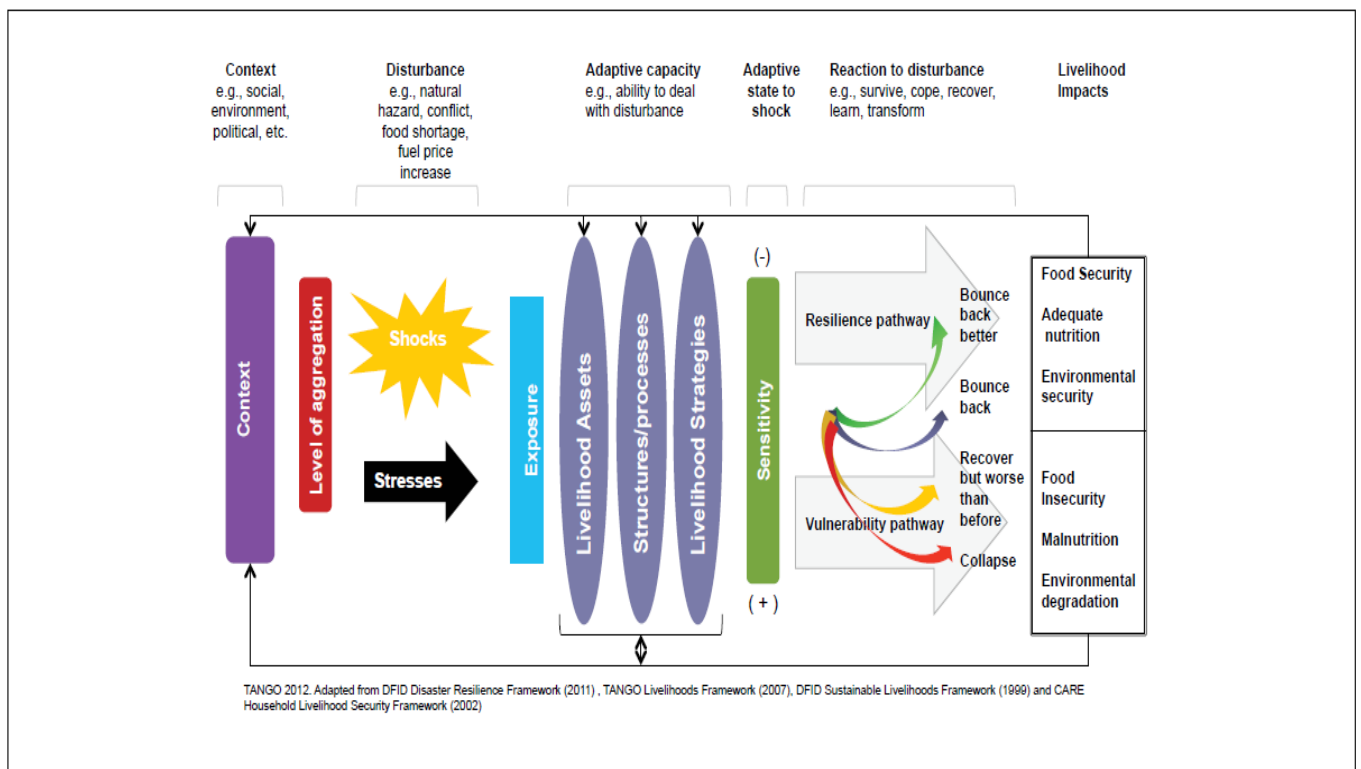 Context
e.g., social,
environment,
political, etc.
Disturbance
e.g., natural
hazard, conflict,
food shortage,
fuel price
increase
Adaptive capacity
e.g., ability to deal
with disturbance
Adaptive
state to
shock
Reaction to disturbance
e.g., survive, cope, recover,
learn, transform
Livelihood
Impacts
Context
Level of aggregation
Shocks
Stresses
Exposure
Livelihood Assets
Structures/processes
Livelihood Strategies
(-)
Sensitivity
(+)
Resilience pathway
Bounce
back
better
Bounce
back
Vulnerability pathway
Recover
but worse
than
before
Collapse
Food Security
Adequate
nutrition
Environmental
security
Food
Insecurity
Malnutrition
Environmental
degradation
TANGO 2012. Adapted from DFID Disaster Resilience Framework (2011) , TANGO Livelihoods Framework (2007), DFID Sustainable Livelihoods Framework (1999) and CARE
Household Livelihood Security Framework (2002)